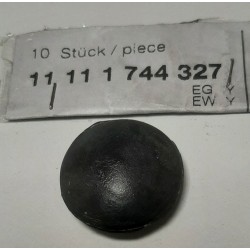 10 Stück / piece
11 11 1 744 327
EG Y
EW Y